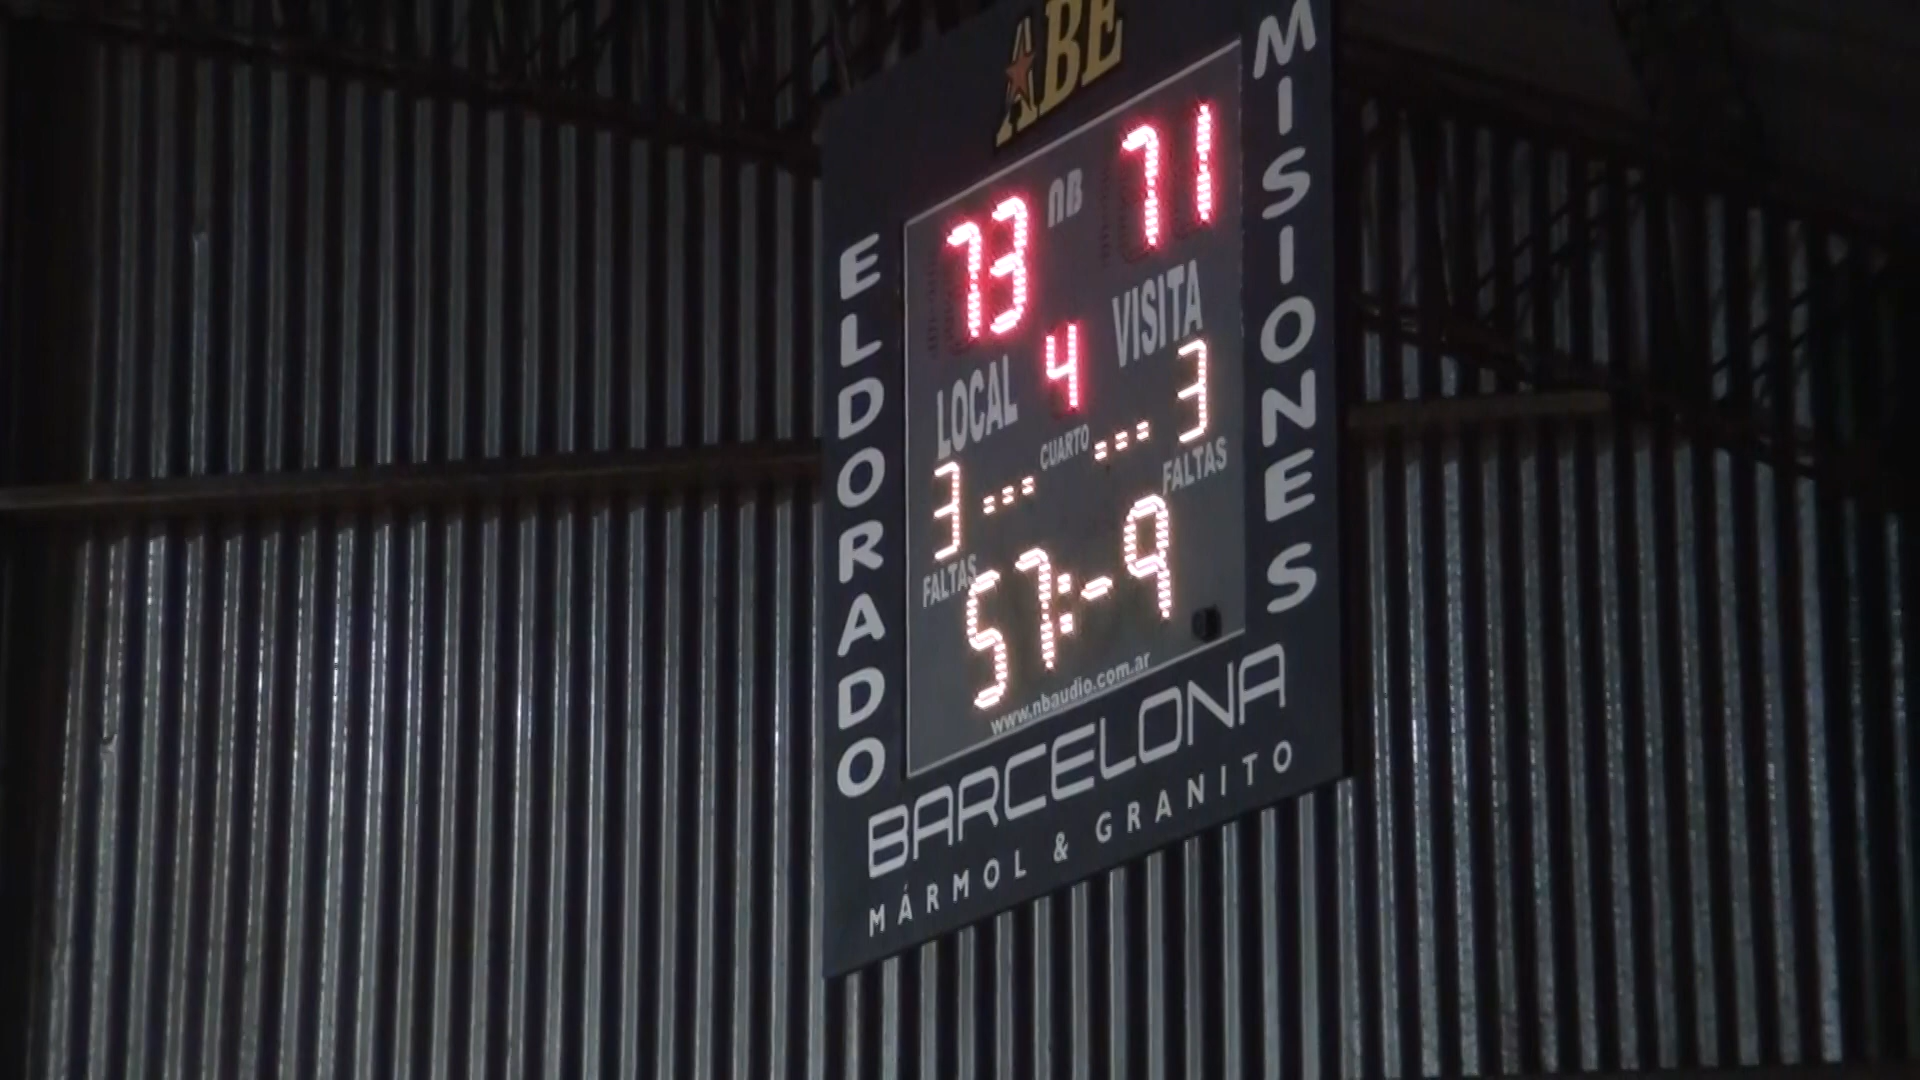 ABE
ELDORADO
MISIONES
73 nB 71
LOCAL 4 VISITA
CUARTO
3 3
FALTAS FALTAS
57:-9
www.nbaudio.com.ar
BARCELONA
MÁRMOL & GRANITO